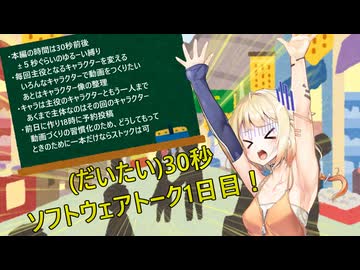 ・本編の時間は30秒前後
±５秒ぐらいのゆるーい縛り
・毎回主役となるキャラクターを変える
いろんなキャラクターで動画をつくりたい
あとはキャラクター像の整理
・キャラは主役のキャラクターともう一人まで
あくまで主体なのはその回のキャラクター
・前日に作り18時に予約投稿
動画づくりの習慣化のため、どうしてもって
ときのために一本だけならストックは可
(だいたい)30秒
ソフトウェアトーク1日目！